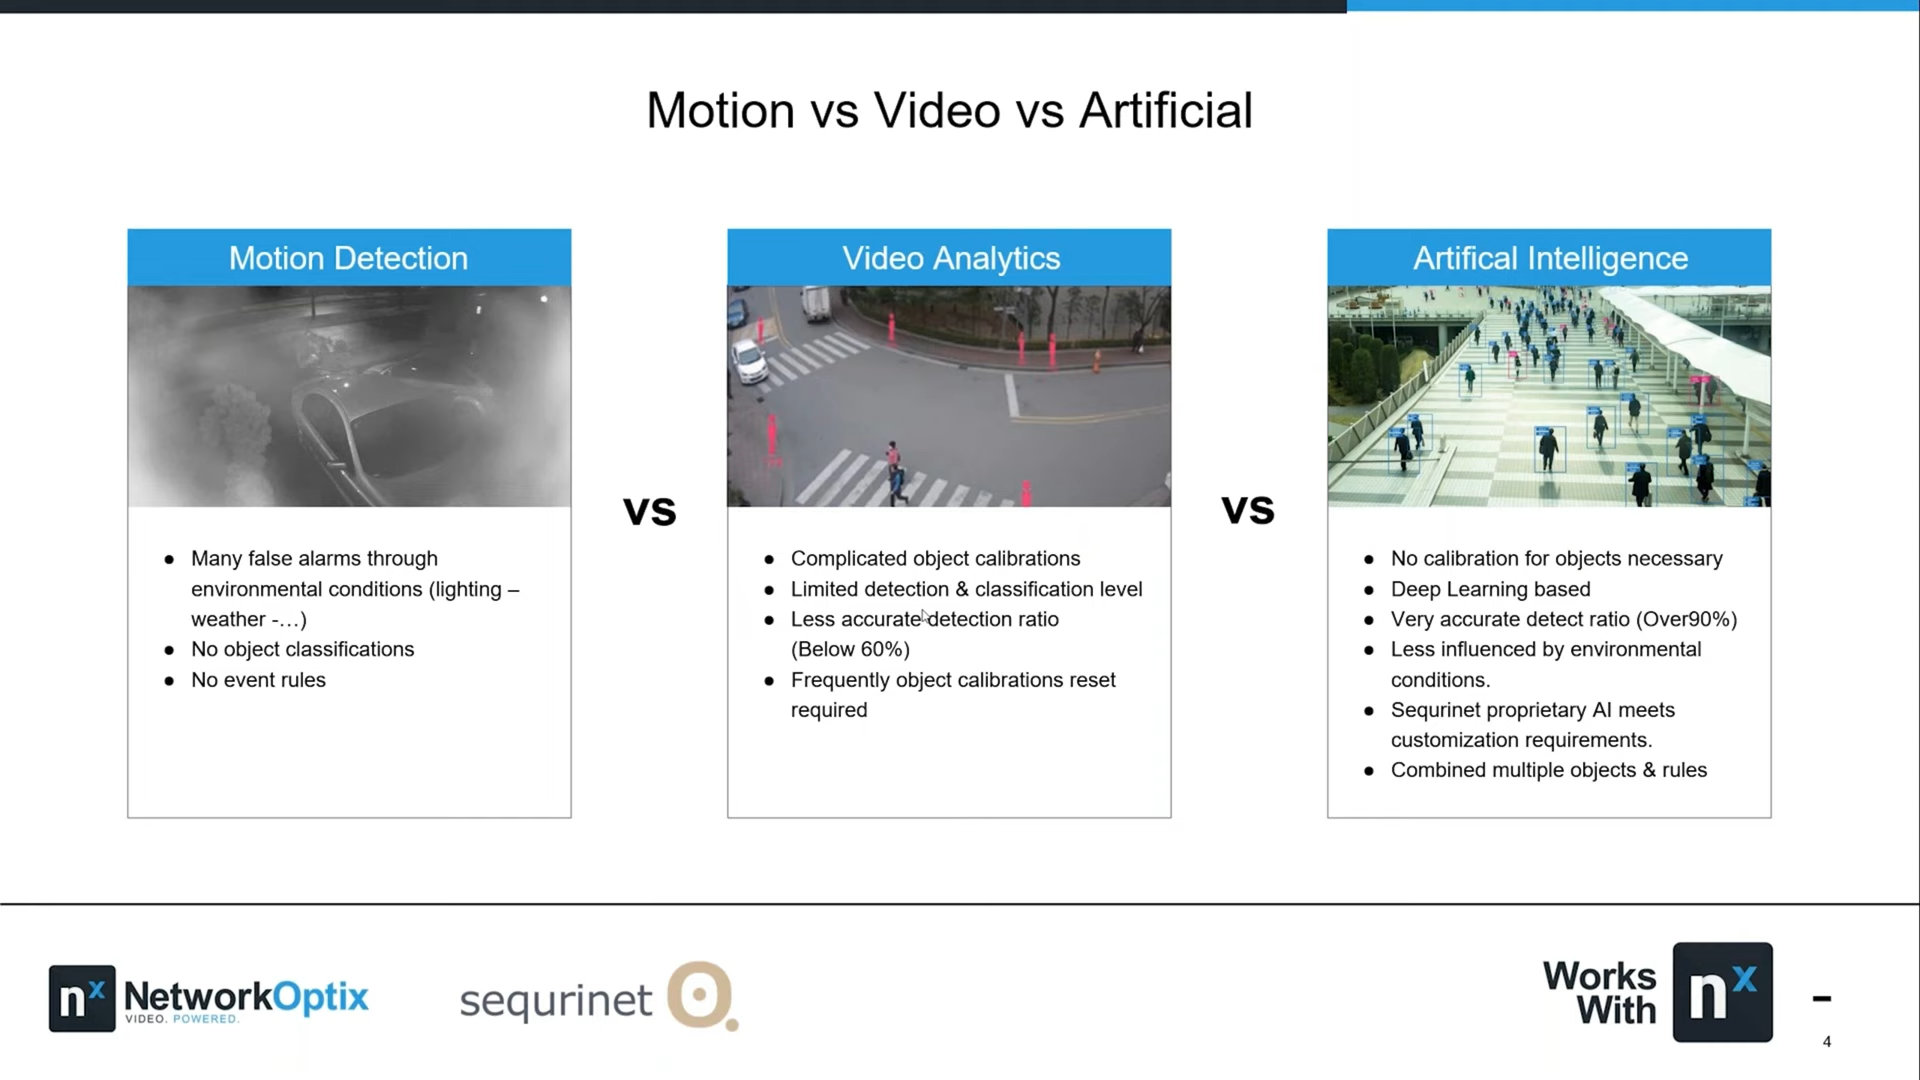 Motion vs Video vs Artificial
Motion Detection
● Many false alarms through
environmental conditions (lighting –
weather -…)
● No object classifications
● No event rules
vs
Video Analytics
● Complicated object calibrations
● Limited detection & classification level
● Less accurate detection ratio
(Below 60%)
● Frequently object calibrations reset
required
vs
Artifical Intelligence
● No calibration for objects necessary
● Deep Learning based
● Very accurate detect ratio (Over90%)
● Less influenced by environmental
conditions.
● Sequrinet proprietary AI meets
customization requirements.
● Combined multiple objects & rules
nx NetworkOptix
VIDEO. POWERED.
sequrinet
Works
With
nx
4